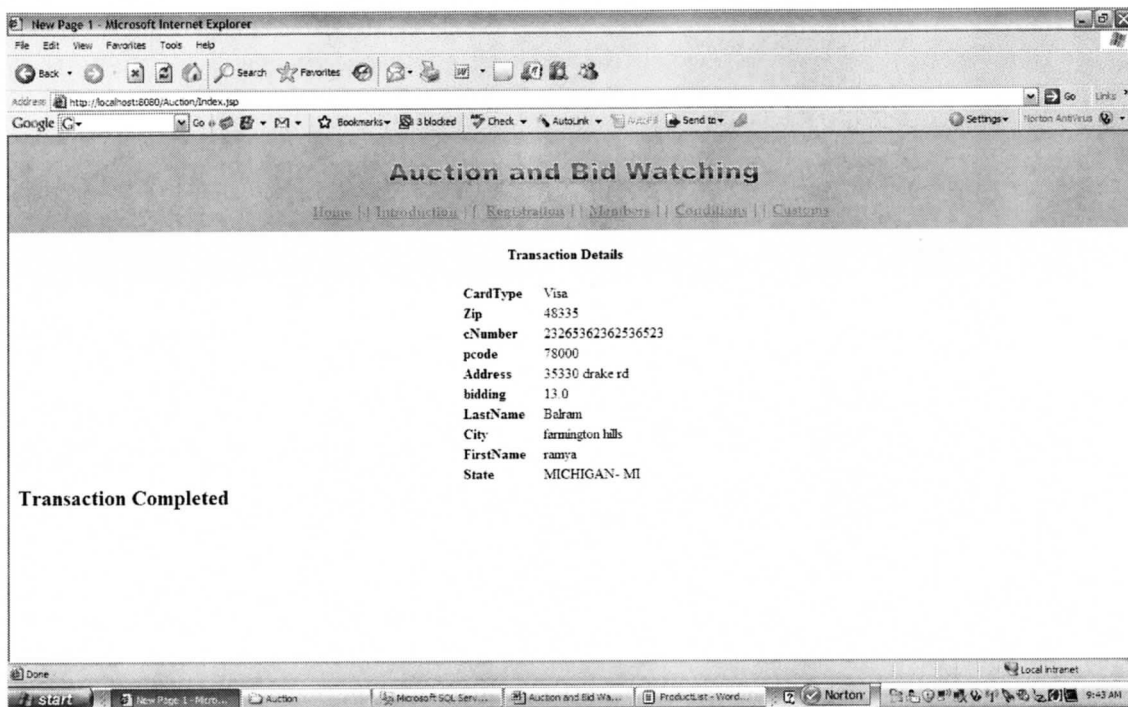 New Page 1 - Microsoft Internet Explorer
File Edit View Favorites Tools Help
Back Search Favorites
Address http://localhost:8080/Auction/Index.jsp Go Links
Google Go Bookmarks 3 blocked Check AutoLink AutoFill Send to Settings Norton AntiVirus
Auction and Bid Watching
Home | | Introduction | | Registration | | Members | | Conditions | | Customs
Transaction Details
CardType Visa
Zip 48335
cNumber 23265362362536523
pcode 78000
Address 35330 drake rd
bidding 13.0
LastName Balram
City farmington hills
FirstName ramya
State MICHIGAN- MI
Transaction Completed
Done Local intranet
start New Page 1 - Micro... Auction Microsoft SQL Serv... Auction and Bid Wa... ProductList - Word... Norton 9:43 AM